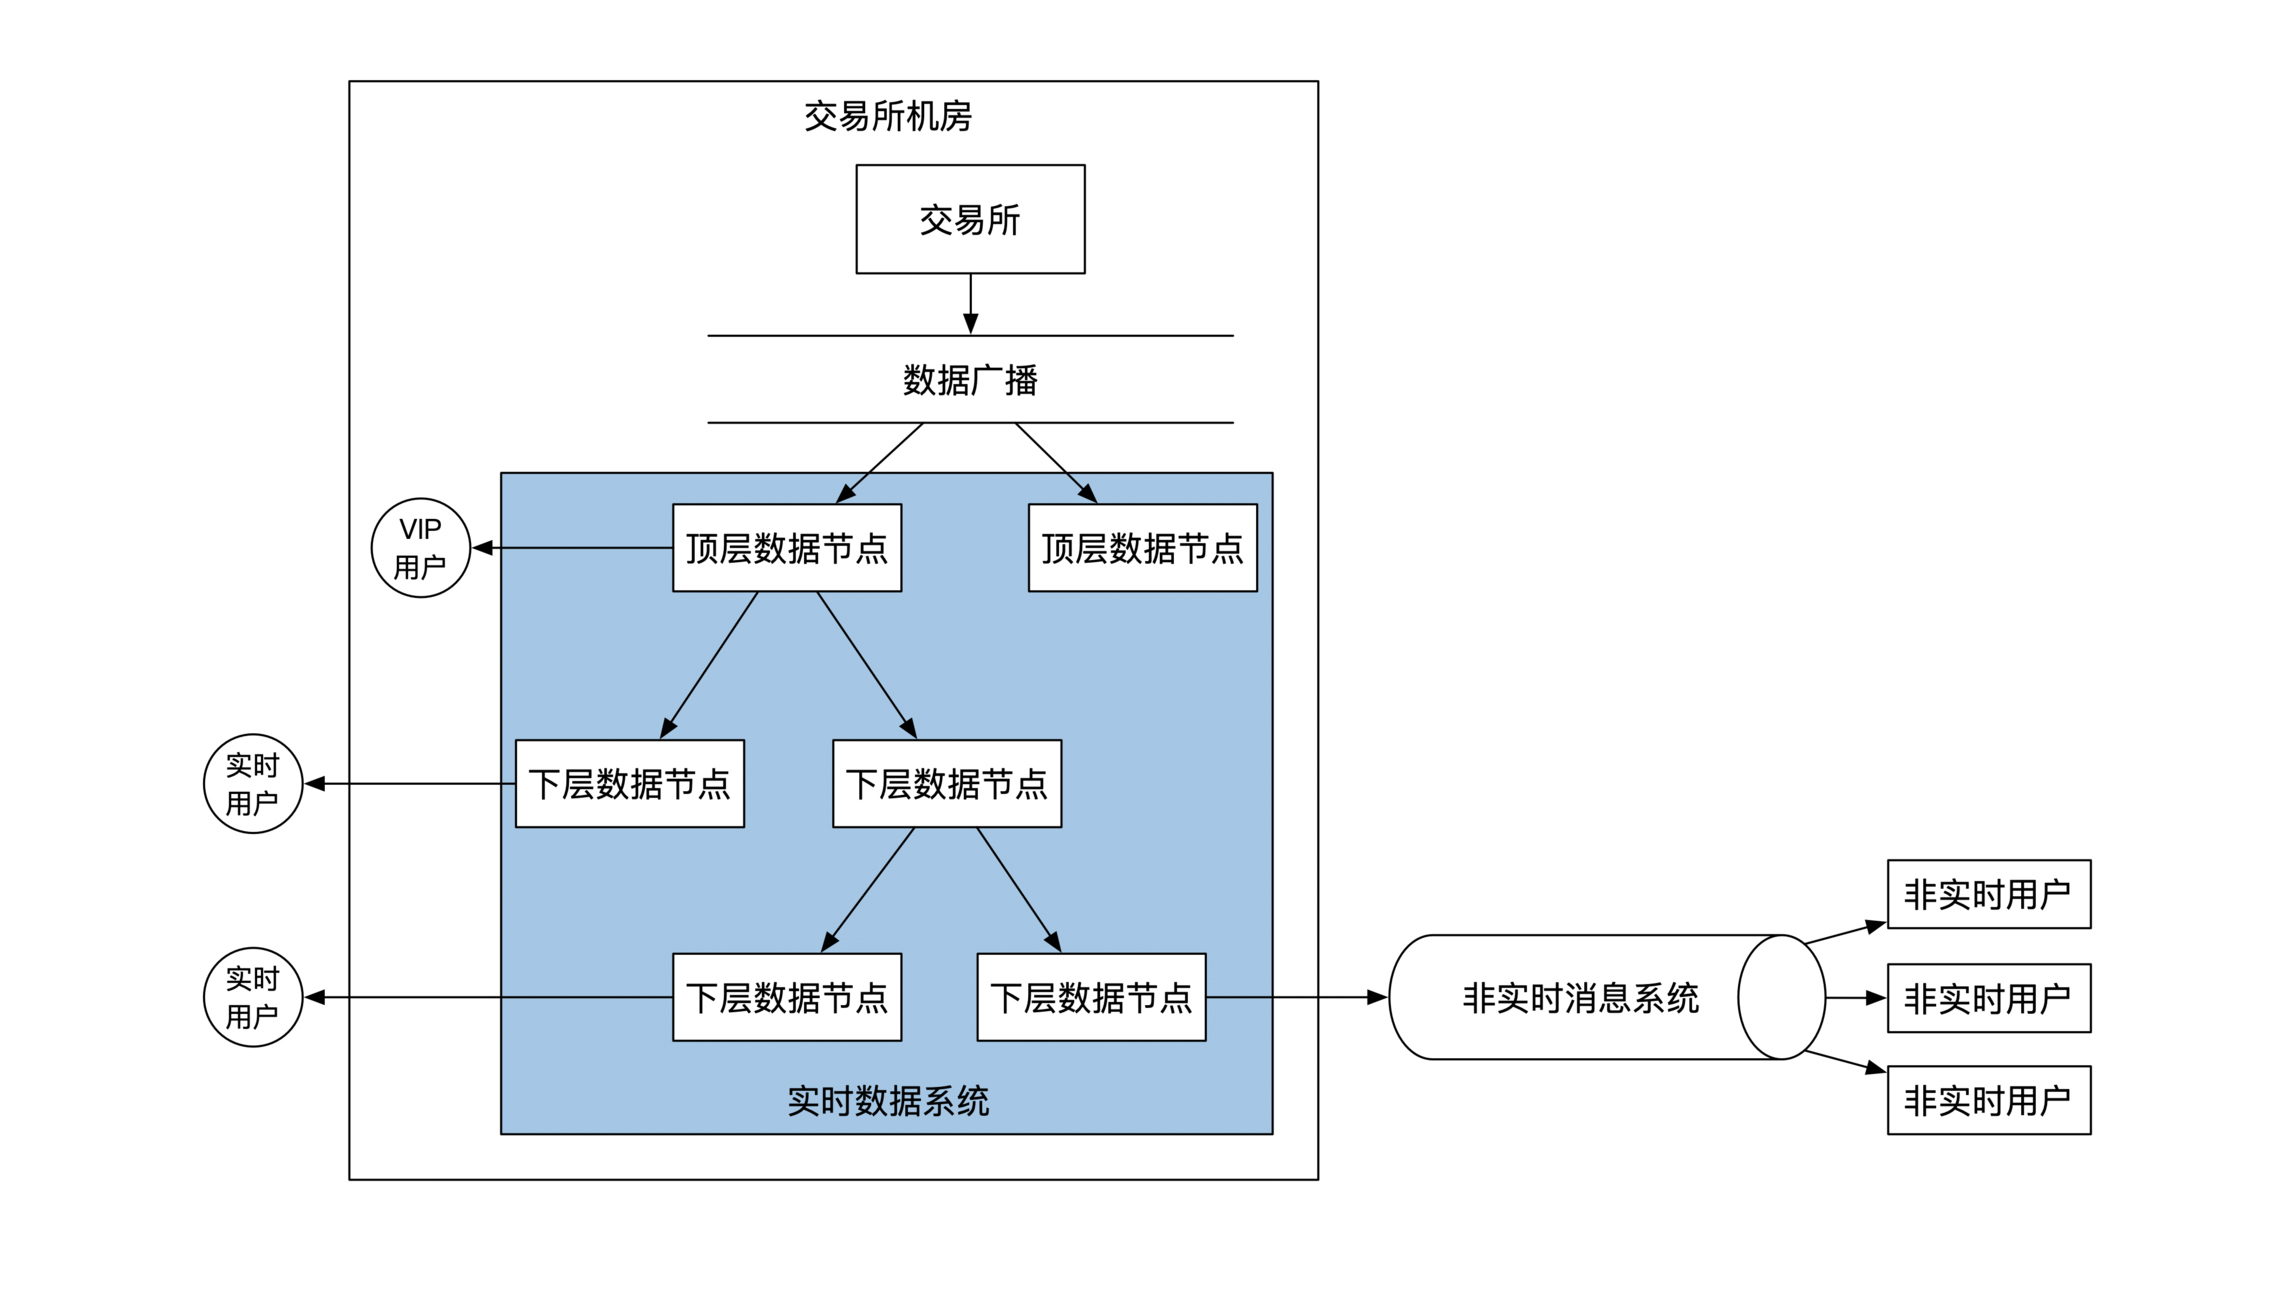 交易所机房
交易所
数据广播
VIP
用户
顶层数据节点
顶层数据节点
实时
用户
下层数据节点
下层数据节点
实时
用户
下层数据节点
下层数据节点
非实时消息系统
非实时用户
非实时用户
非实时用户
实时数据系统